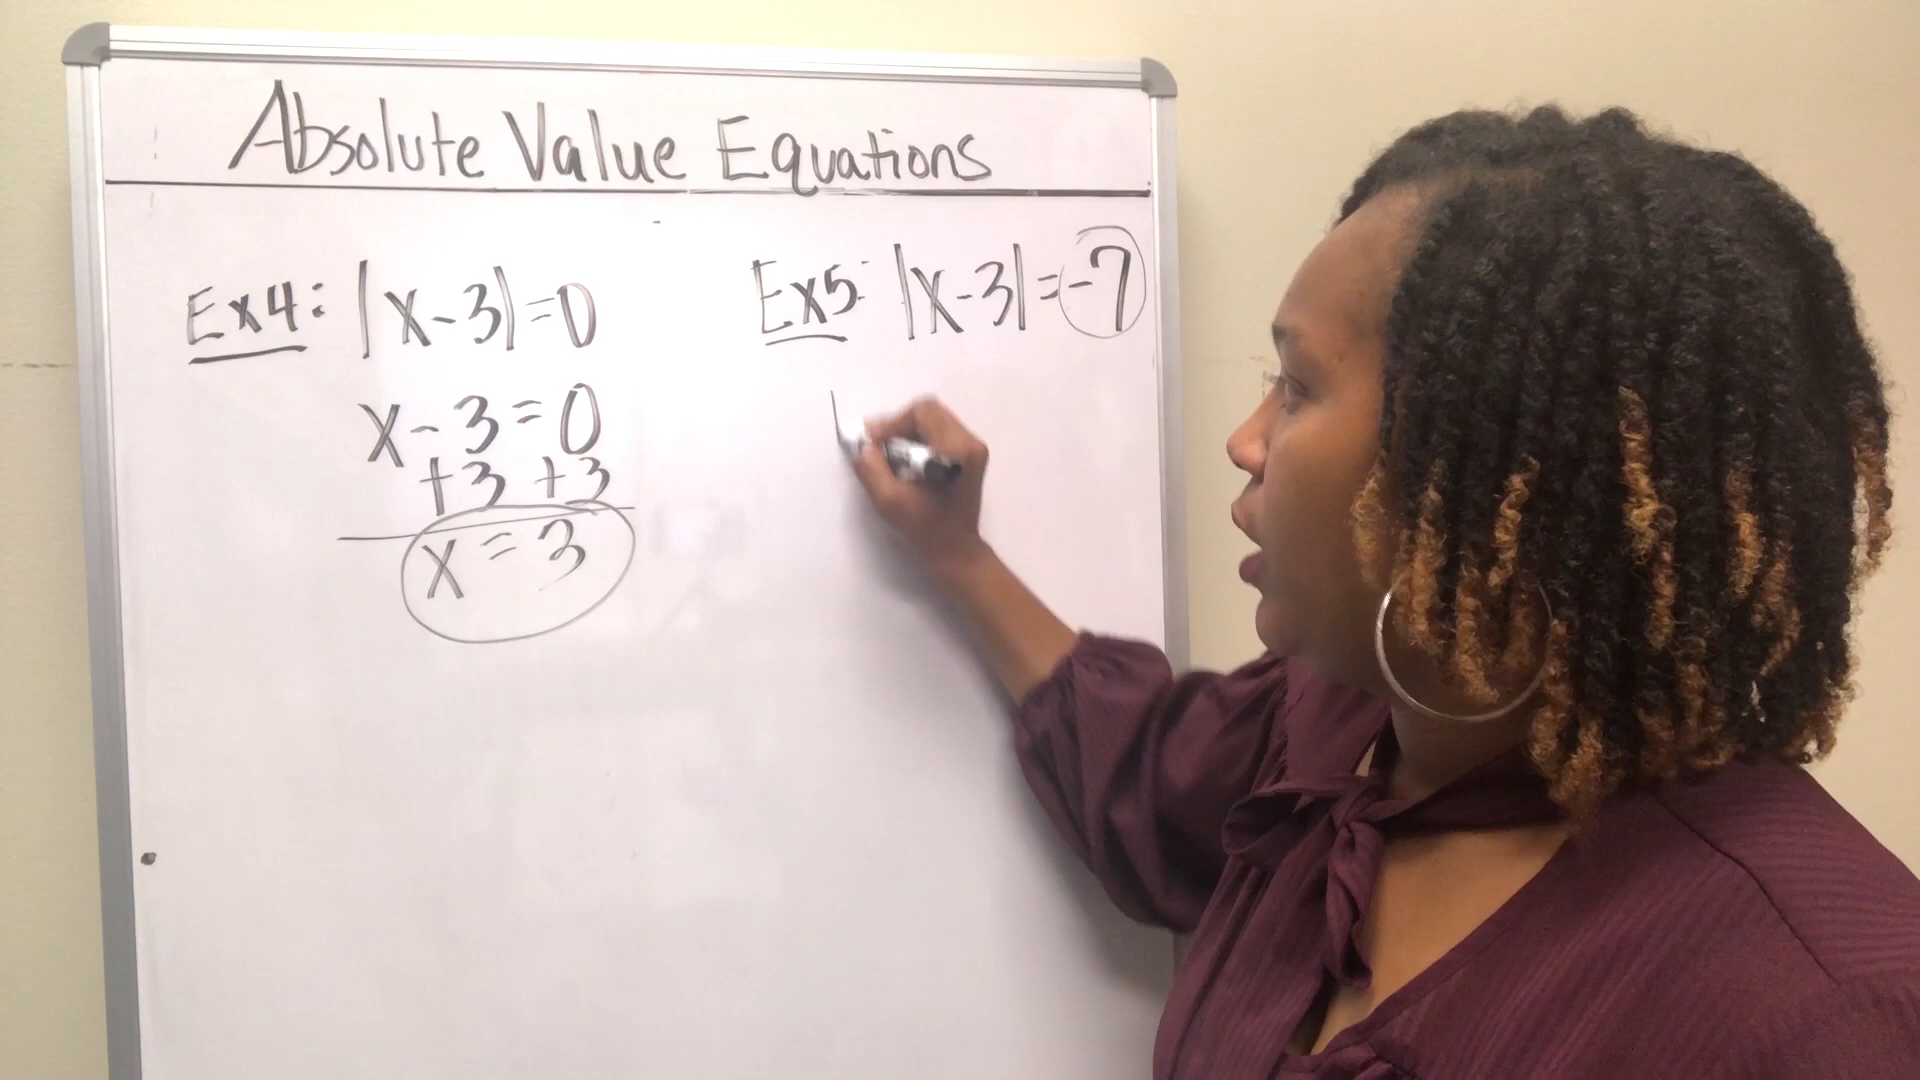 Absolute Value Equations
Ex4: |x-3|=0
x-3=0
+3 +3
x=3
Ex5: |x-3|=-7